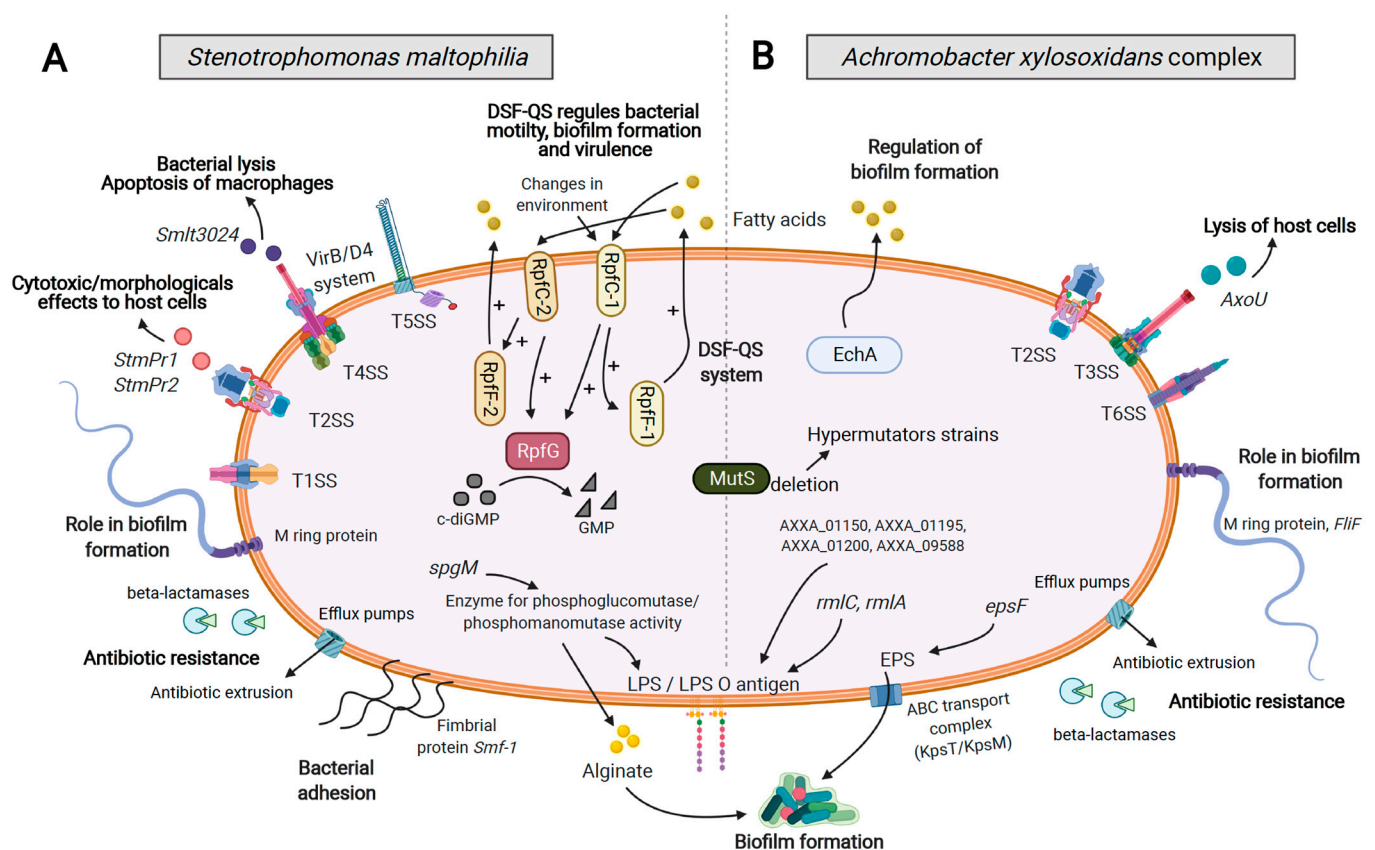 A
Stenotrophomonas maltophilia
B
Achromobacter xylosoxidans complex
DSF-QS regules bacterial
motilty, biofilm formation
and virulence
Changes in
environment
Bacterial lysis
Apoptosis of macrophages
Smlt3024
VirB/D4
system
Cytotoxic/morphologicals
effects to host cells
StmPr1
StmPr2
T5SS
T4SS
T2SS
T1SS
RpfC-2
RpfC-1
+
+
+
+
+
+
RpfF-2
RpfF-1
DSF-QS
system
RpfG
c-diGMP
GMP
Role in biofilm
formation
M ring protein
beta-lactamases
Efflux pumps
Antibiotic resistance
Antibiotic extrusion
spgM
Enzyme for phosphoglucomutase/
phosphomanomutase activity
Fimbrial
protein Smf-1
Bacterial
adhesion
Alginate
LPS / LPS O antigen
Biofilm formation
Fatty acids
Regulation of
biofilm formation
EchA
Lysis of host cells
AxoU
T2SS
T3SS
T6SS
Hypermutators strains
MutS
deletion
AXXA_01150, AXXA_01195,
AXXA_01200, AXXA_09588
rmlC, rmlA
epsF
EPS
ABC transport
complex
(KpsT/KpsM)
Role in biofilm
formation
M ring protein, FliF
Efflux pumps
Antibiotic extrusion
Antibiotic resistance
beta-lactamases